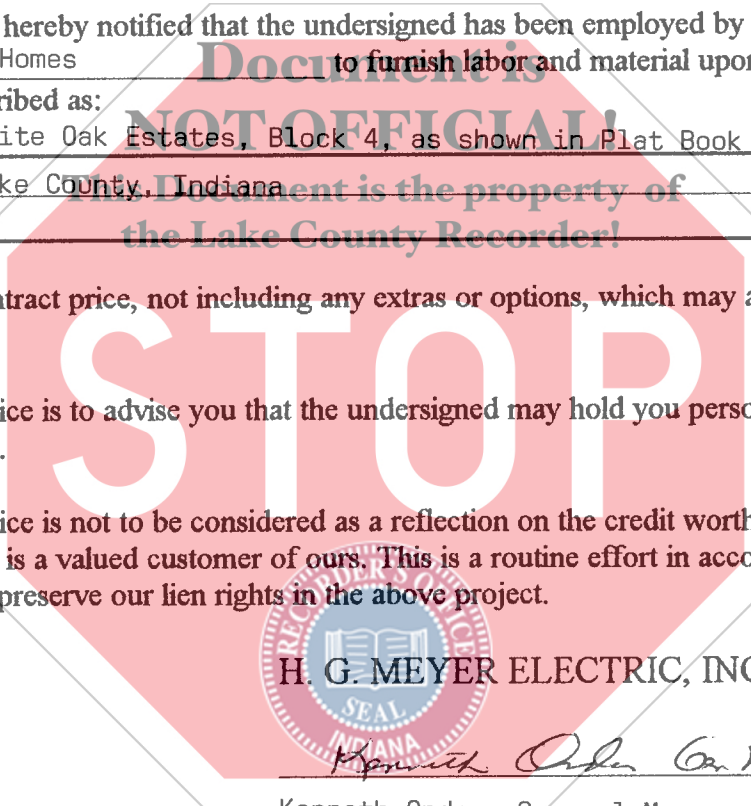 hereby notified that the undersigned has been employed by
Homes to furnish labor and material upon
ribed as:
ite Oak Estates, Block 4, as shown in Plat Book
ke County, Indiana
Document is
NOT OFFICIAL!
This Document is the property of
the Lake County Recorder!
ntract price, not including any extras or options, which may a
STOP
ice is to advise you that the undersigned may hold you perso
.
ice is not to be considered as a reflection on the credit worth
is a valued customer of ours. This is a routine effort in acco
preserve our lien rights in the above project.
RECORDER'S OFFICE
SEAL
INDIANA
H. G. MEYER ELECTRIC, INC
Kenneth
Kenneth